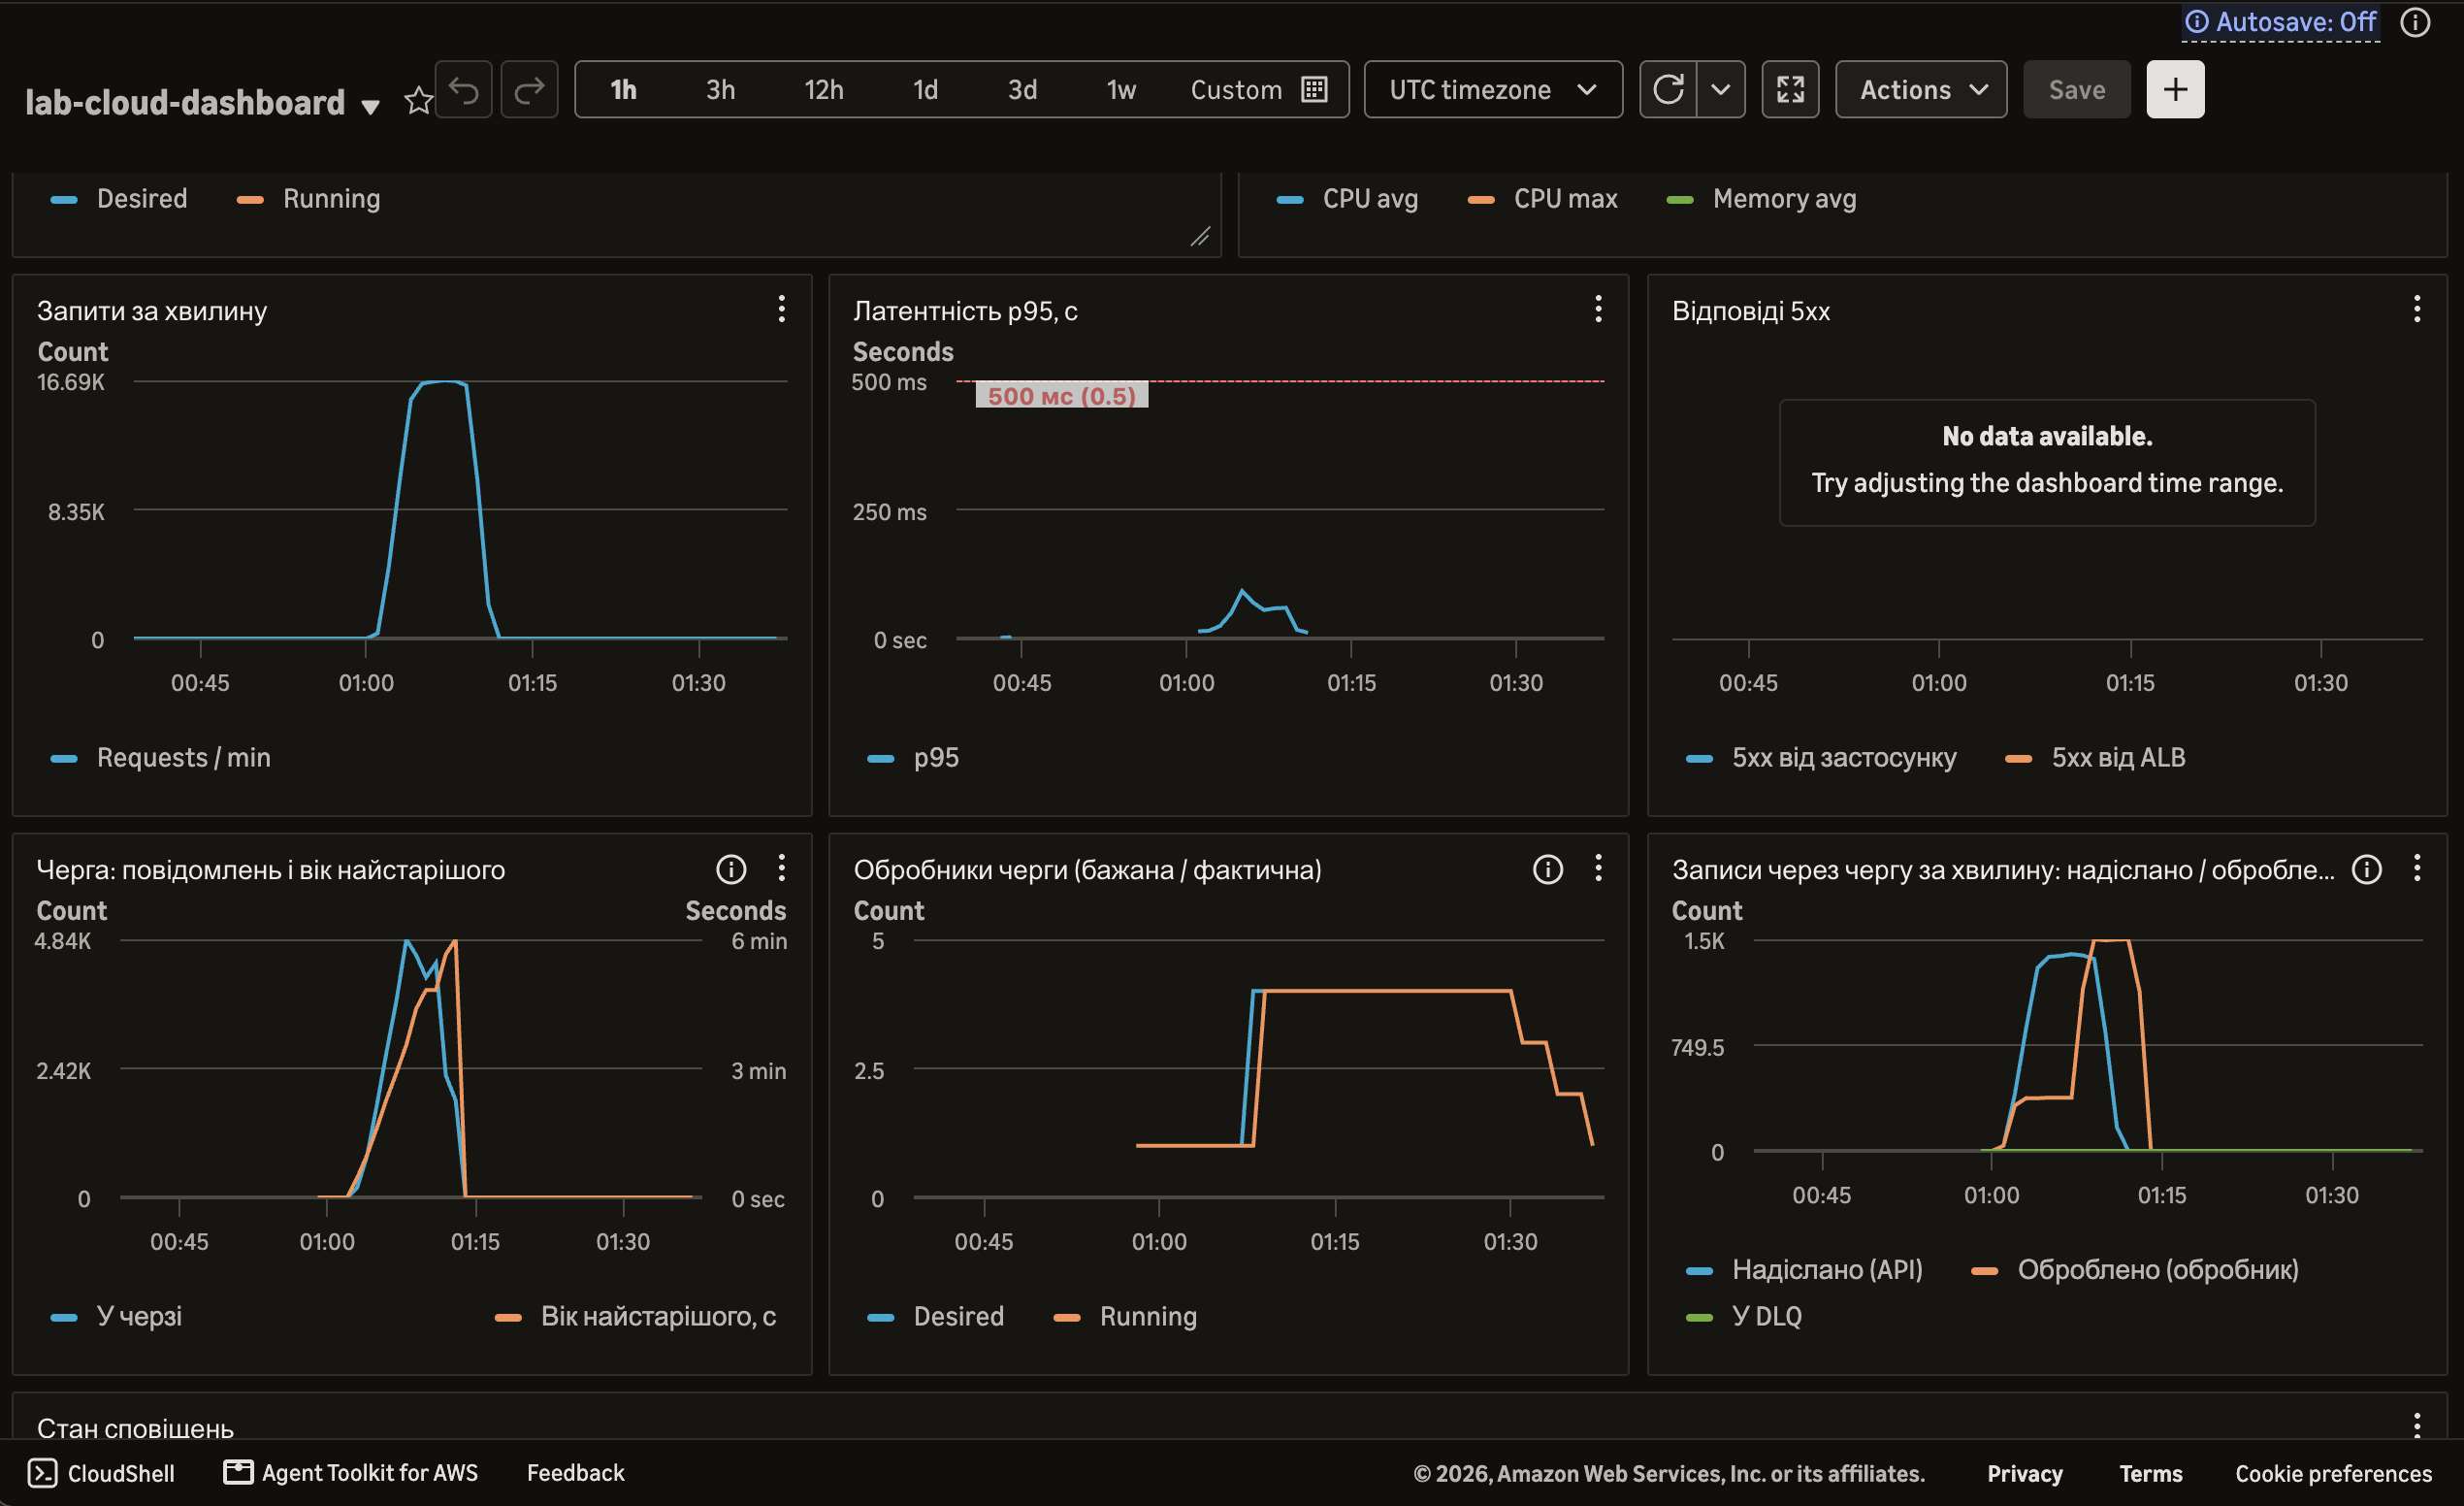 Autosave: Off
lab-cloud-dashboard
1h 3h 12h 1d 3d 1w Custom
UTC timezone
Actions
Save
Desired Running
CPU avg CPU max Memory avg
Запити за хвилину
Count
16.69K
8.35K
0
00:45 01:00 01:15 01:30
Requests / min
Латентність p95, с
Seconds
500 ms
500 мс (0.5)
250 ms
0 sec
00:45 01:00 01:15 01:30
p95
Відповіді 5xx
No data available.
Try adjusting the dashboard time range.
00:45 01:00 01:15 01:30
5xx від застосунку 5xx від ALB
Черга: повідомлень і вік найстарішого
Count Seconds
4.84K 6 min
2.42K 3 min
0 0 sec
00:45 01:00 01:15 01:30
У черзі Вік найстарішого, с
Обробники черги (бажана / фактична)
Count
5
2.5
0
00:45 01:00 01:15 01:30
Desired Running
Записи через чергу за хвилину: надіслано / обробле...
Count
1.5K
749.5
0
00:45 01:00 01:15 01:30
Надіслано (API) Оброблено (обробник)
У DLQ
Стан сповіщень
CloudShell Agent Toolkit for AWS Feedback
© 2026, Amazon Web Services, Inc. or its affiliates. Privacy Terms Cookie preferences